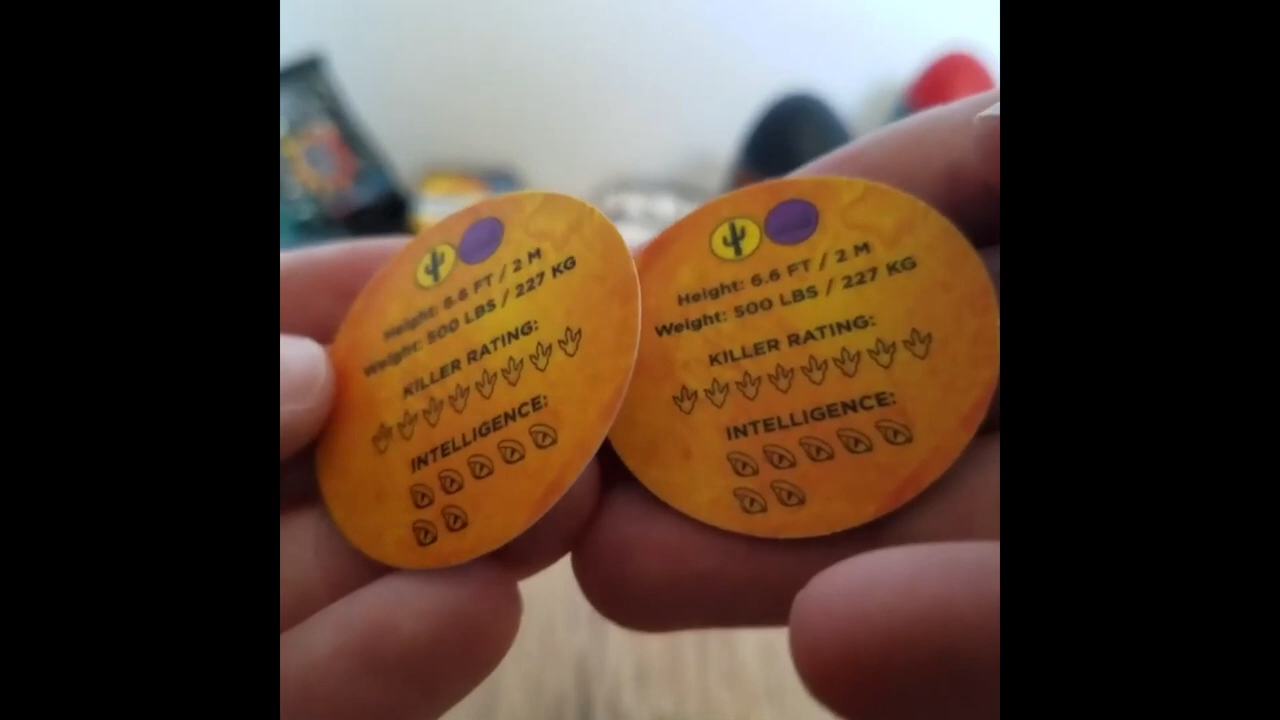 Height: 6.6 FT / 2 M
Weight: 500 LBS / 227 KG
KILLER RATING:
INTELLIGENCE:
Height: 6.6 FT / 2 M
Weight: 500 LBS / 227 KG
KILLER RATING:
INTELLIGENCE: